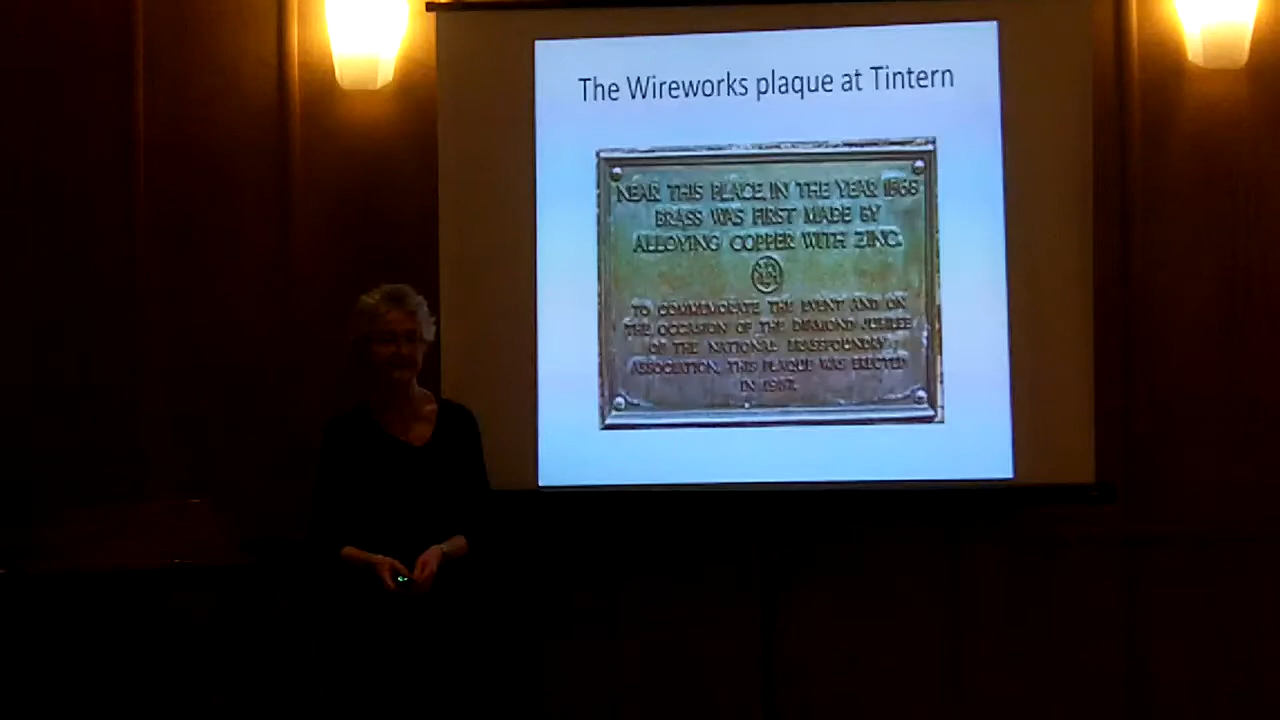 The Wireworks plaque at Tintern
NEAR THIS PLACE, IN THE YEAR 1568
BRASS WAS FIRST MADE BY
ALLOYING COPPER WITH ZINC.
TO COMMEMORATE THE EVENT AND ON
THE OCCASION OF THE DIAMOND JUBILEE
OF THE NATIONAL BRASSFOUNDRY
ASSOCIATION, THIS PLAQUE WAS ERECTED
IN 1957.